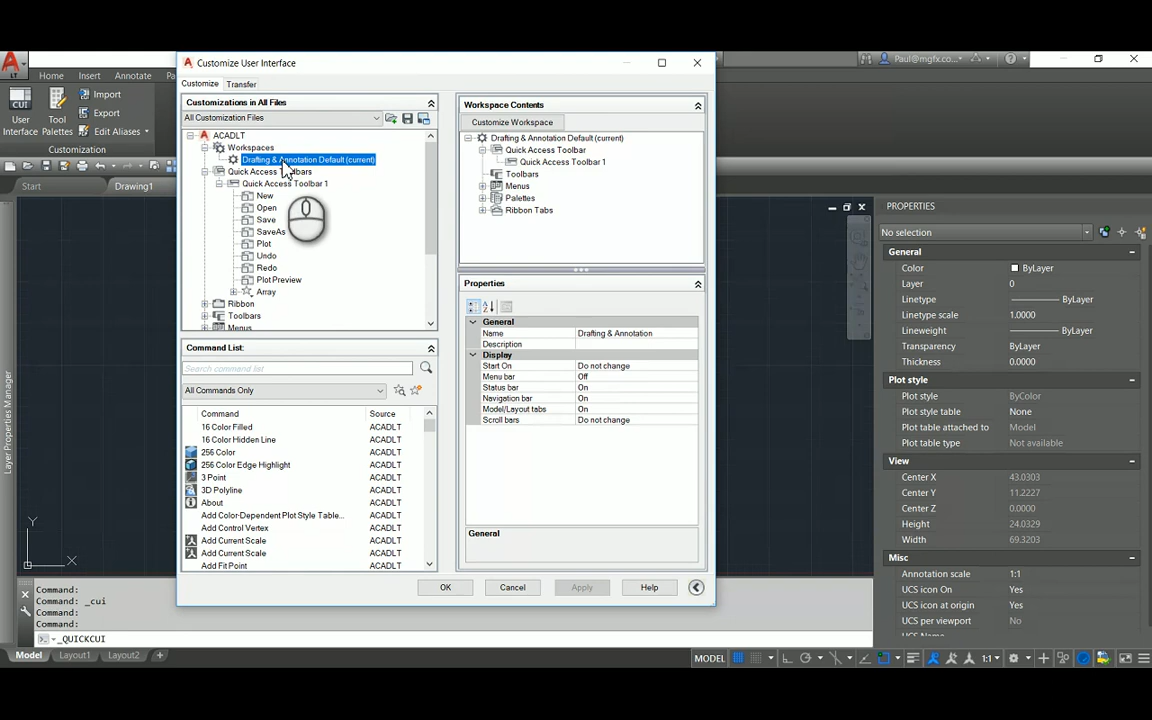 Customize User Interface
Paul@mgfx.co...
LT
Home Insert Annotate Pa
Customize Transfer
User
Interface
Tool
Palettes
Import
Export
Edit Aliases
Customization
Customizations in All Files
All Customization Files
ACADLT
Workspaces
Drafting & Annotation Default (current)
Quick Access Toolbars
Quick Access Toolbar 1
New
Open
Save
SaveAs
Plot
Undo
Redo
Plot Preview
Array
Ribbon
Toolbars
Menus
Command List:
Search command list
All Commands Only
Command Source
16 Color Filled ACADLT
16 Color Hidden Line ACADLT
256 Color ACADLT
256 Color Edge Highlight ACADLT
3 Point ACADLT
3D Polyline ACADLT
About ACADLT
Add Color-Dependent Plot Style Table... ACADLT
Add Control Vertex ACADLT
Add Current Scale ACADLT
Add Current Scale ACADLT
Add Fit Point ACADLT
Workspace Contents
Customize Workspace
Drafting & Annotation Default (current)
Quick Access Toolbar
Quick Access Toolbar 1
Toolbars
Menus
Palettes
Ribbon Tabs
Properties
General
Name Drafting & Annotation
Description
Display
Start On Do not change
Menu bar Off
Status bar On
Navigation bar On
Model/Layout tabs On
Scroll bars Do not change
General
OK Cancel Apply Help
Start Drawing1
Layer Properties Manager
Y
X
PROPERTIES
No selection
General
Color ByLayer
Layer 0
Linetype ByLayer
Linetype scale 1.0000
Lineweight ByLayer
Transparency ByLayer
Thickness 0.0000
Plot style
Plot style ByColor
Plot style table None
Plot table attached to Model
Plot table type Not available
View
Center X 43.0303
Center Y 11.2227
Center Z 0.0000
Height 24.0329
Width 69.3203
Misc
Annotation scale 1:1
UCS icon On Yes
UCS icon at origin Yes
UCS per viewport No
UCS Name
Command:
Command: _cui
Command:
Command:
_QUICKCUI
Model Layout1 Layout2 +
MODEL 1:1